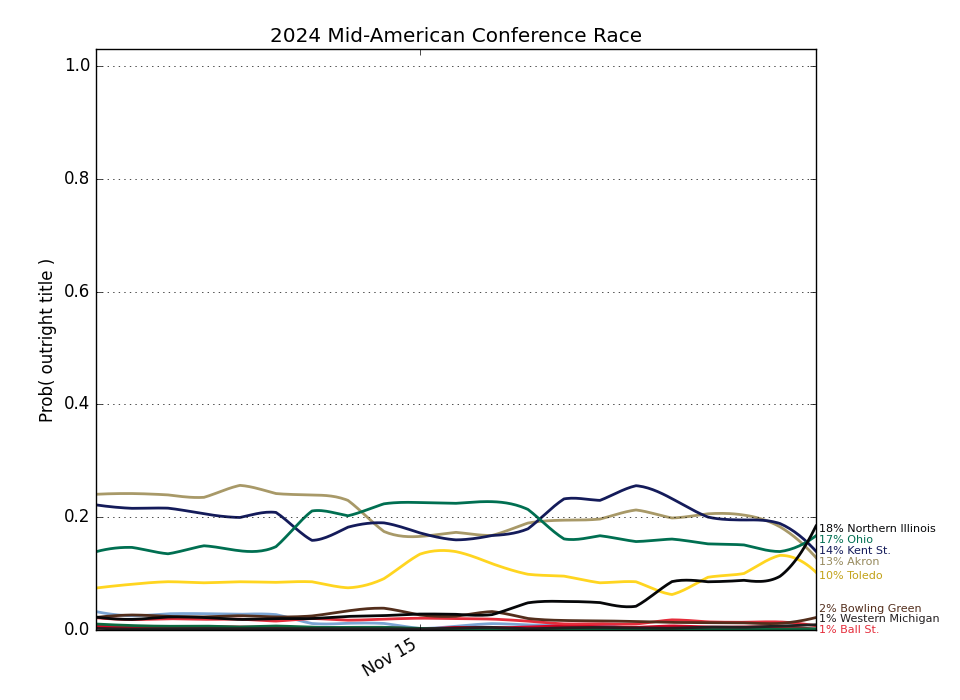 2024 Mid-American Conference Race
Prob( outright title )
1.0
0.8
0.6
0.4
0.2
0.0
Nov 15
18% Northern Illinois
17% Ohio
14% Kent St.
13% Akron
10% Toledo
2% Bowling Green
1% Western Michigan
1% Ball St.